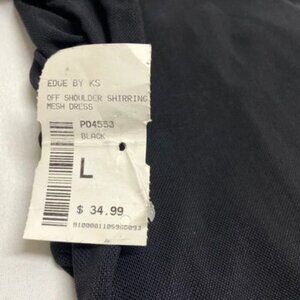 EDGE BY KS
OFF SHOULDER SHIRRING
MESH DRESS
PD4553
BLACK
L
$ 34.99